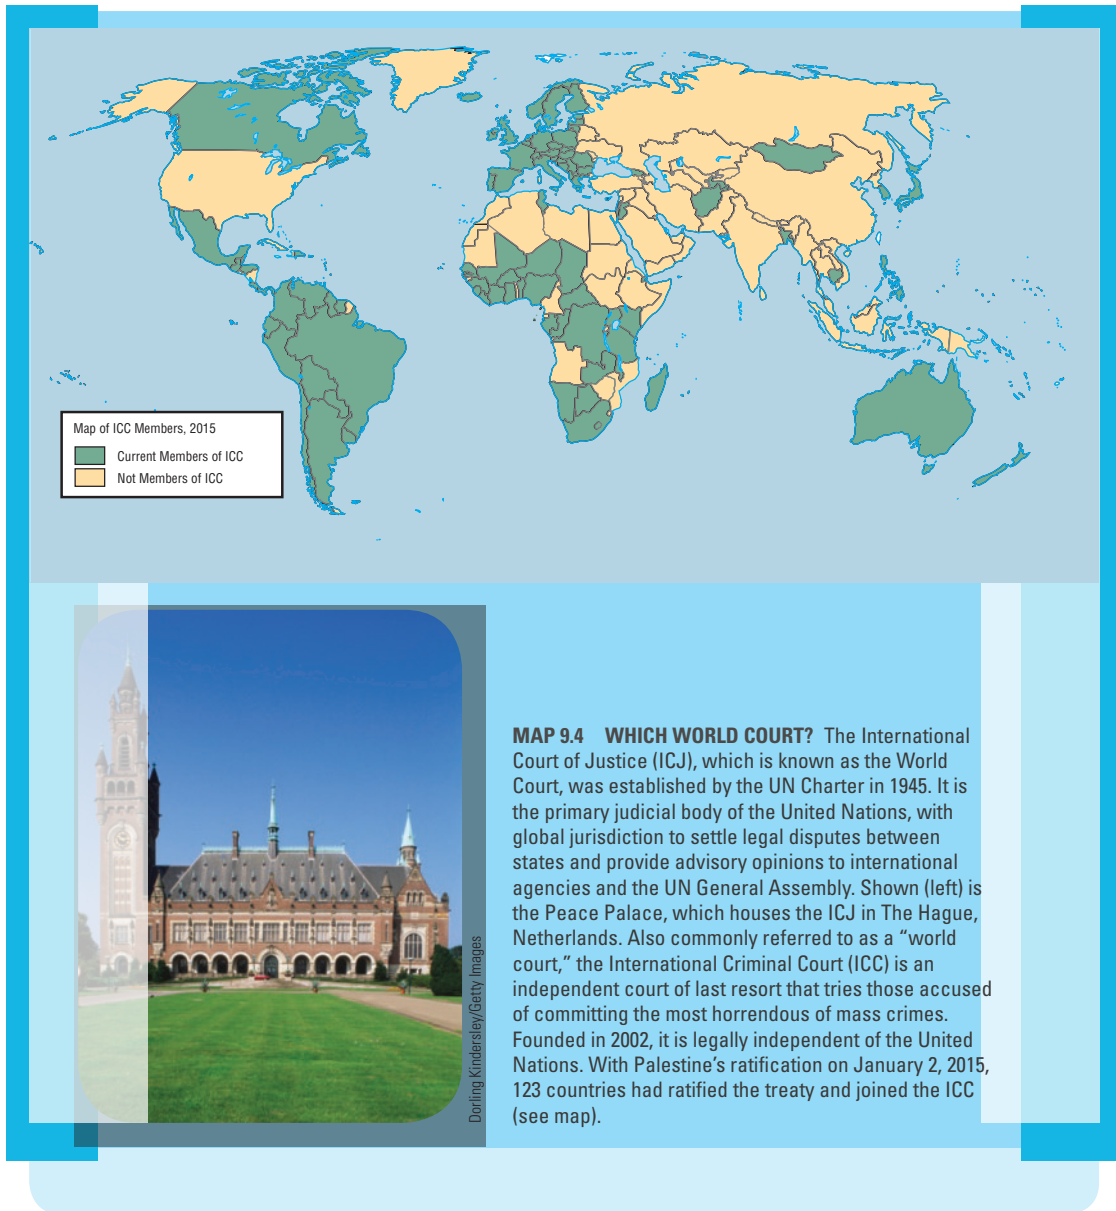 Map of ICC Members, 2015
Current Members of ICC
Not Members of ICC
Dorling Kindersley/Getty Images
MAP 9.4 WHICH WORLD COURT? The International
Court of Justice (ICJ), which is known as the World
Court, was established by the UN Charter in 1945. It is
the primary judicial body of the United Nations, with
global jurisdiction to settle legal disputes between
states and provide advisory opinions to international
agencies and the UN General Assembly. Shown (left) is
the Peace Palace, which houses the ICJ in The Hague,
Netherlands. Also commonly referred to as a “world
court,” the International Criminal Court (ICC) is an
independent court of last resort that tries those accused
of committing the most horrendous of mass crimes.
Founded in 2002, it is legally independent of the United
Nations. With Palestine’s ratification on January 2, 2015,
123 countries had ratified the treaty and joined the ICC
(see map).